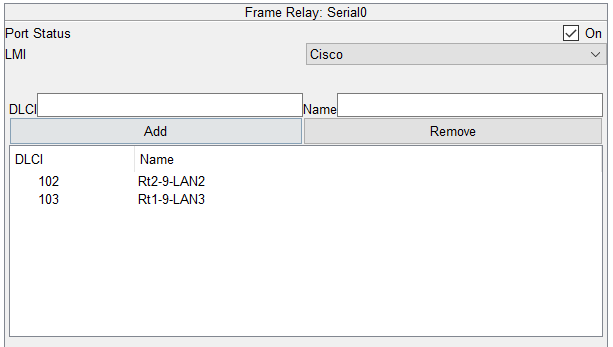 Frame Relay: Serial0
Port Status On
LMI Cisco
DLCI Name
Add Remove
DLCI Name
102 Rt2-9-LAN2
103 Rt1-9-LAN3